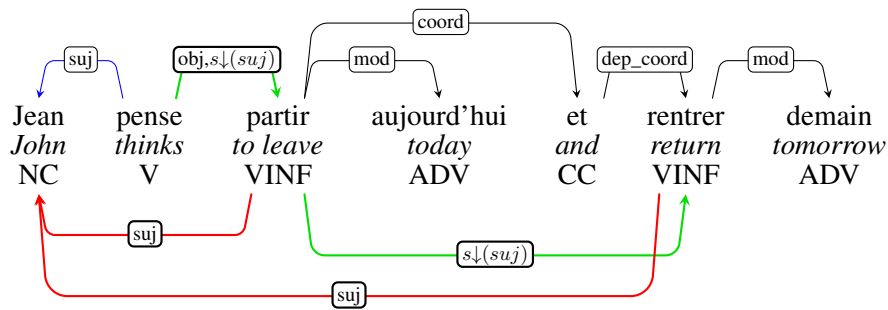 coord
suj obj,s↓(suj) mod dep_coord mod
Jean pense partir aujourd'hui et rentrer demain
John thinks to leave today and return tomorrow
NC V VINF ADV CC VINF ADV
suj
s↓(suj)
suj